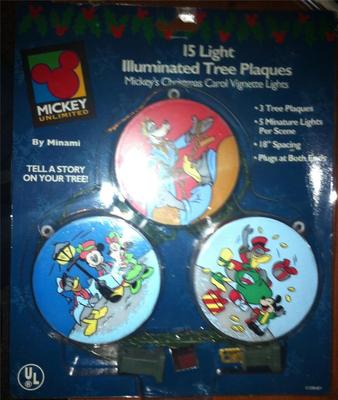 15 Light
Illuminated Tree Plaques
Mickey's Christmas Carol Vignette Lights
MICKEY
UNLIMITED
By Minami
TELL A STORY
ON YOUR TREE!
• 3 Tree Plaques
• 5 Minature Lights
Per Scene
• 18" Spacing
• Plugs at Both Ends
UL